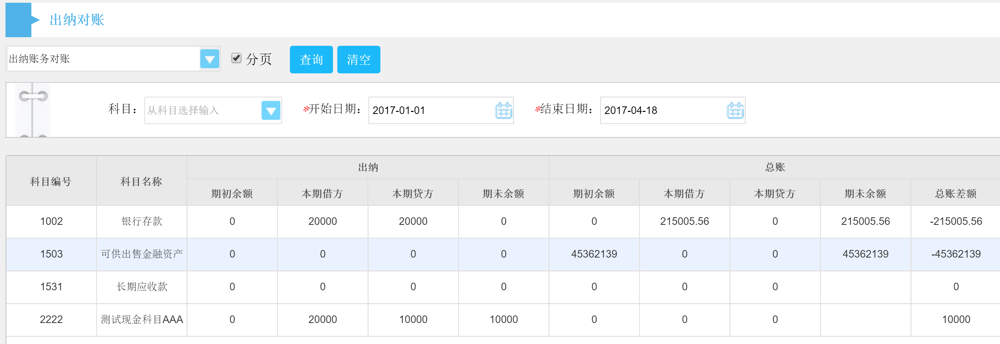 出纳对账
出纳账务对账 分页 查询 清空
科目： 从科目选择输入 *开始日期： 2017-01-01 *结束日期： 2017-04-18
科目编号 科目名称 出纳 总账
期初余额 本期借方 本期贷方 期未余额 期初余额 本期借方 本期贷方 期未余额 总账差额
1002 银行存款 0 20000 20000 0 0 215005.56 0 215005.56 -215005.56
1503 可供出售金融资产 0 0 0 0 45362139 0 0 45362139 -45362139
1531 长期应收款 0 0 0 0 0 0 0 0
2222 测试现金科目AAA 0 20000 10000 10000 0 0 0 10000